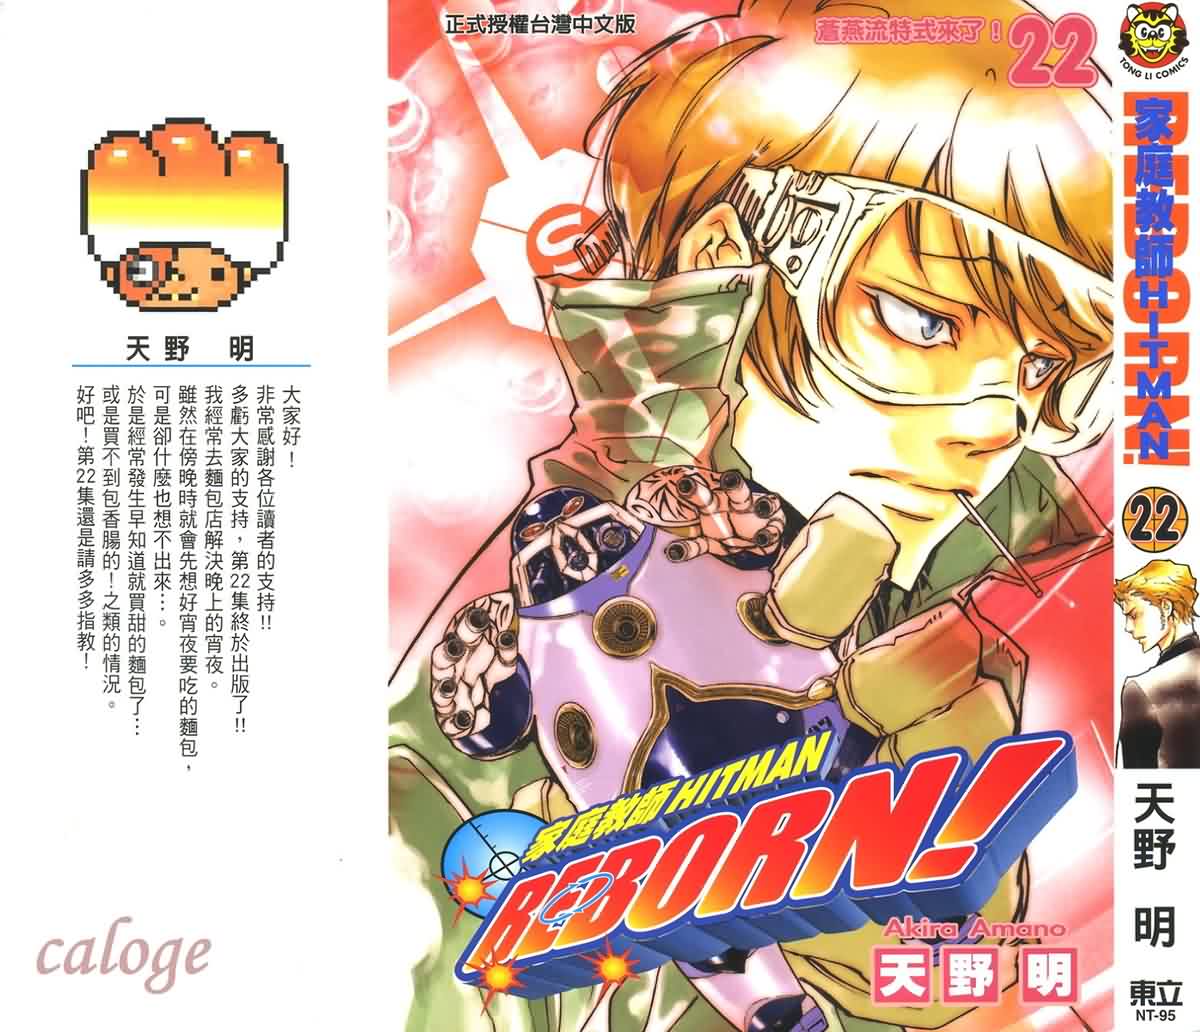 正式授權台灣中文版
蒼燕流特式來了！
22
TONG LI COMICS
家庭教師HITMAN
REBORN!
22
天野 明
東立
NT-95
家庭教師HITMAN
REBORN!
Akira Amano
天野明
天野 明
大家好！
非常感謝各位讀者的支持!!
多虧大家的支持，第22集終於出版了!!
我經常去麵包店解決晚上的宵夜。
雖然在傍晚時就會先想好宵夜要吃的麵包，
可是卻什麼也想不出來…。
於是經常發生早知道就買甜的麵包了…
或是買不到包香腸的！之類的情況。
好吧！第22集還是請多多指教！
caloge